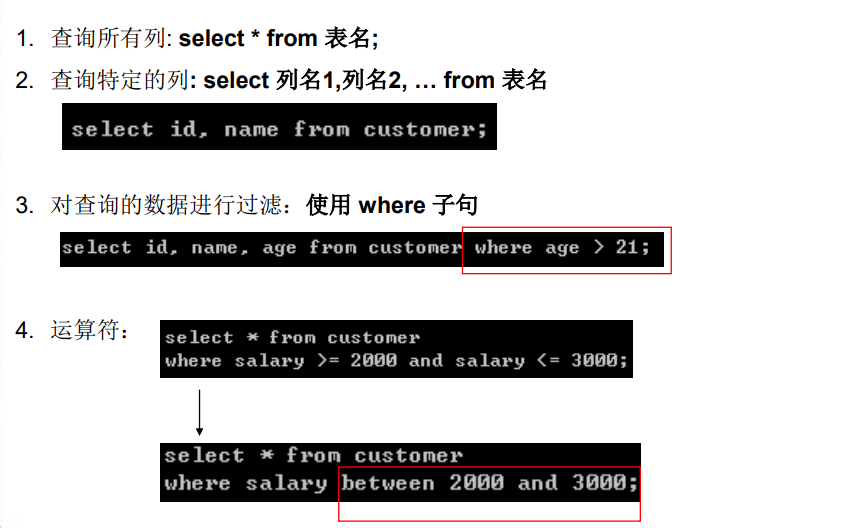 1. 查询所有列: select * from 表名;
2. 查询特定的列: select 列名1,列名2, … from 表名
select id, name from customer;
3. 对查询的数据进行过滤：使用 where 子句
select id, name, age from customer where age > 21;
4. 运算符：
select * from customer
where salary >= 2000 and salary <= 3000;
select * from customer
where salary between 2000 and 3000;